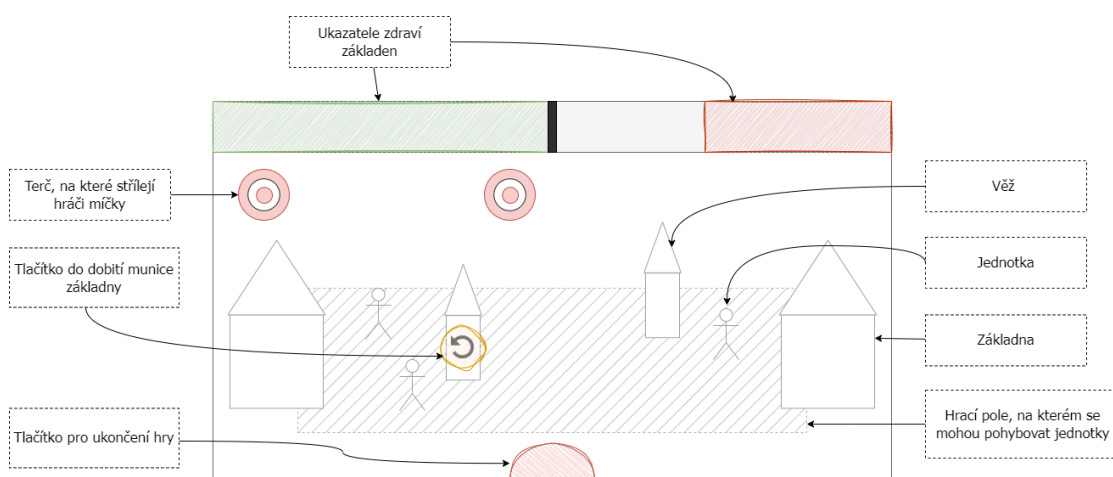 Ukazatele zdraví
základen
Terč, na které střílejí
hráči míčky
Věž
Tlačítko do dobití munice
základny
Jednotka
Základna
Tlačítko pro ukončení hry
Hrací pole, na kterém se
mohou pohybovat jednotky